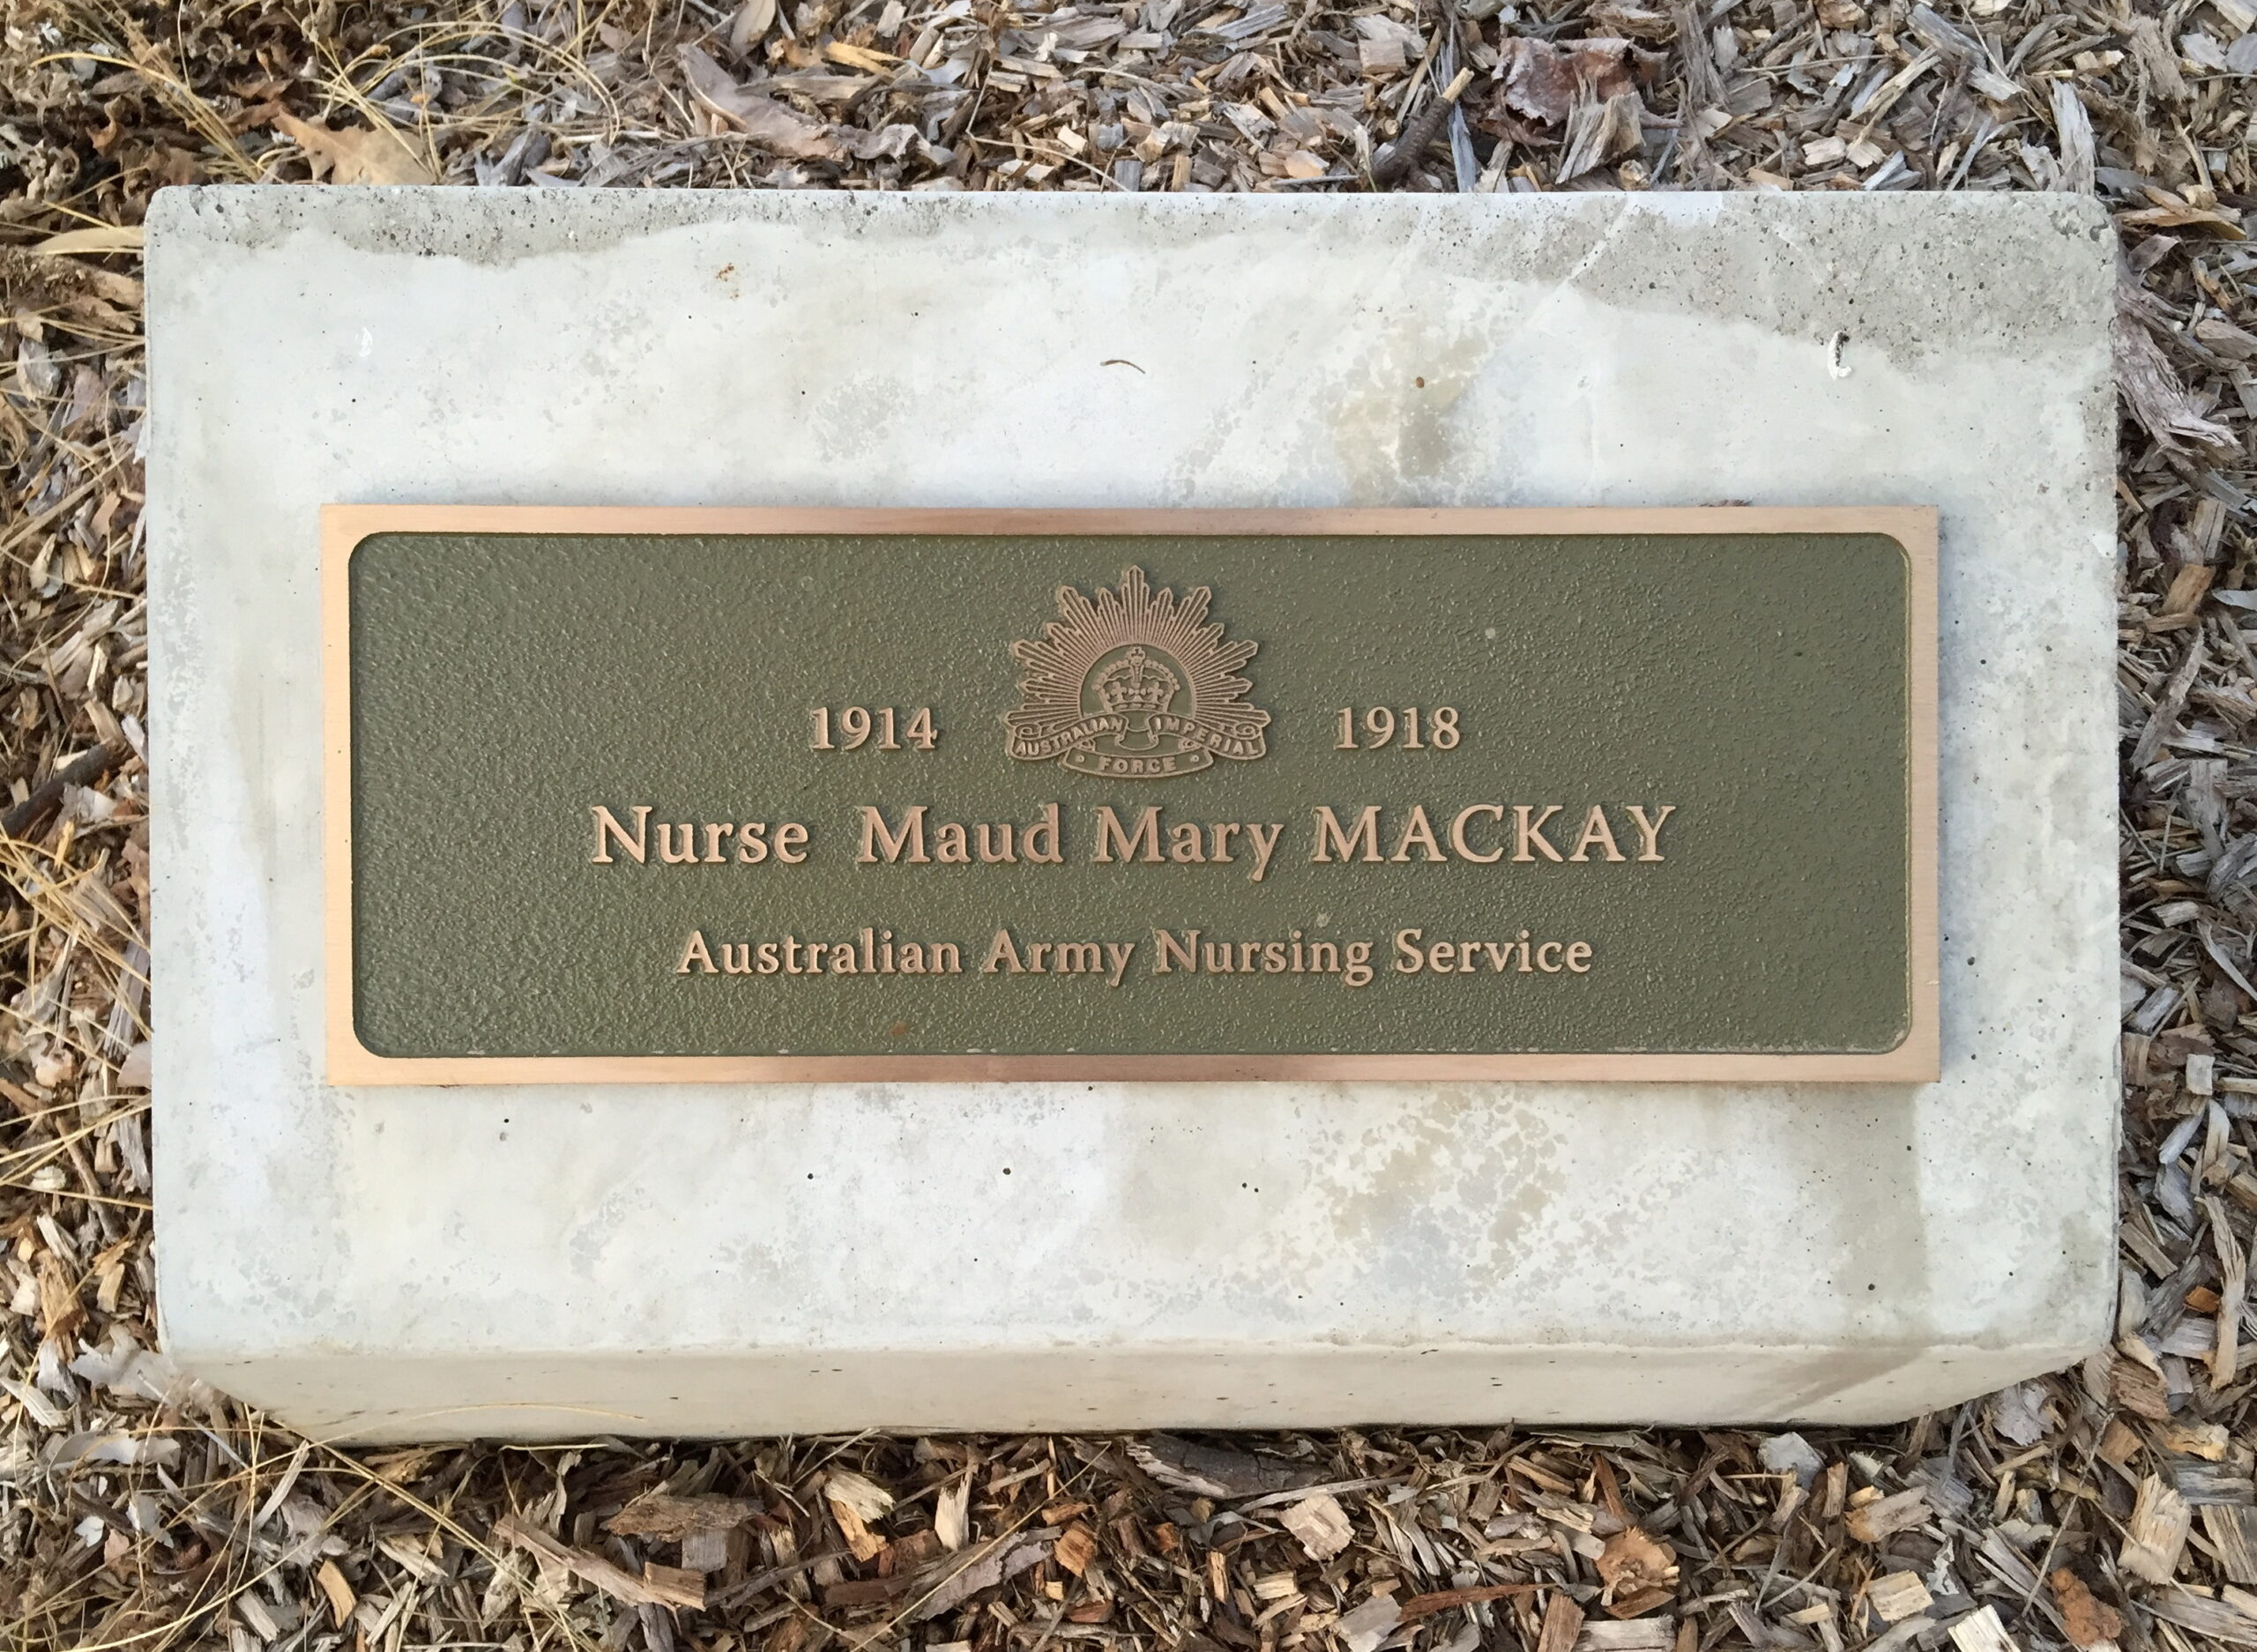 1914 1918
AUSTRALIAN IMPERIAL
FORCE
Nurse Maud Mary MACKAY
Australian Army Nursing Service